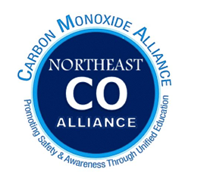 CARBON MONOXIDE ALLIANCE
NORTHEAST
CO
ALLIANCE
Promoting Safety & Awareness Through Unified Education